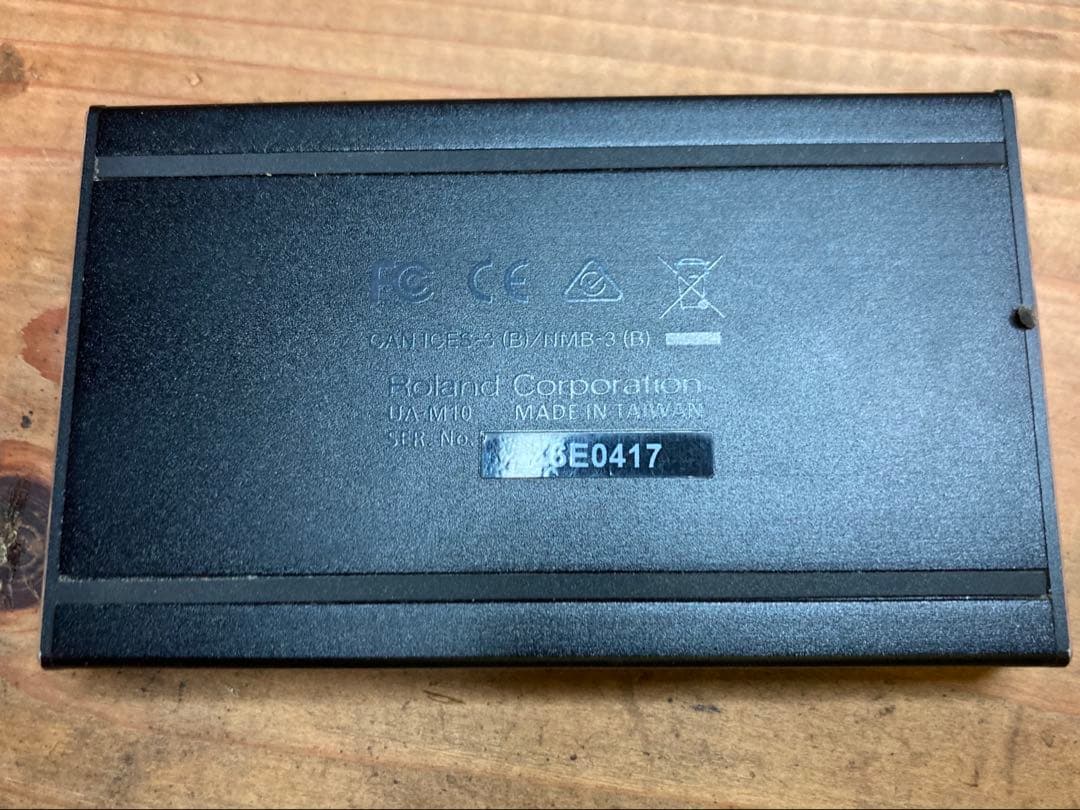 FC CE
CAN ICES-3 (B)/NMB-3 (B)
Roland Corporation
UA-M10 MADE IN TAIWAN
SER. No.
6E0417